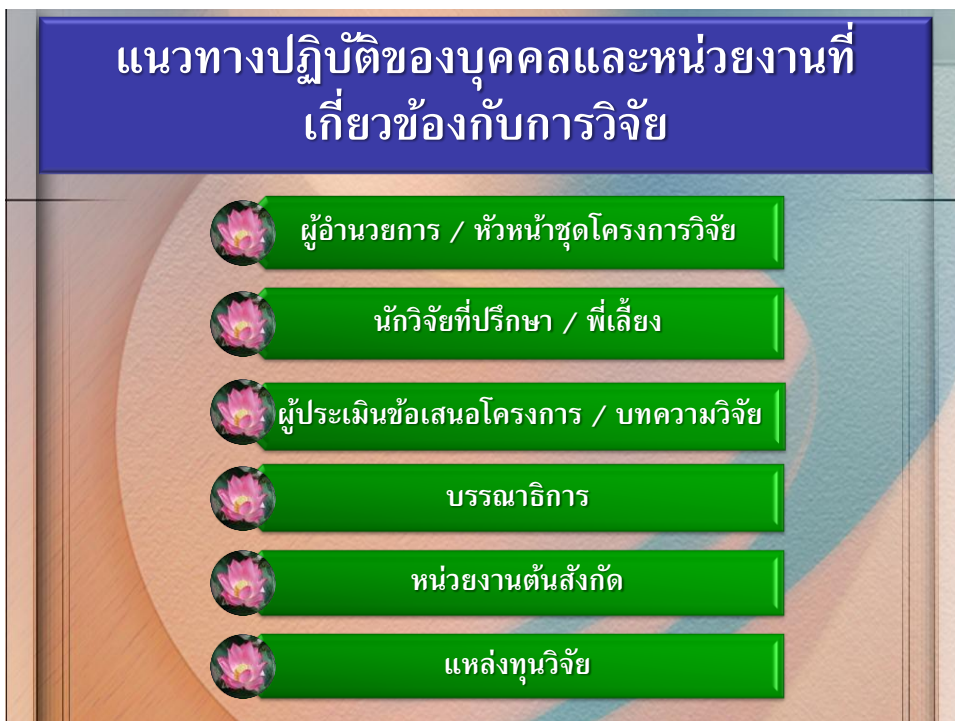 แนวทางปฏิบัติของบุคคลและหน่วยงานที่
เกี่ยวข้องกับการวิจัย
ผู้อำนวยการ / หัวหน้าชุดโครงการวิจัย
นักวิจัยที่ปรึกษา / พี่เลี้ยง
ผู้ประเมินข้อเสนอโครงการ / บทความวิจัย
บรรณาธิการ
หน่วยงานต้นสังกัด
แหล่งทุนวิจัย